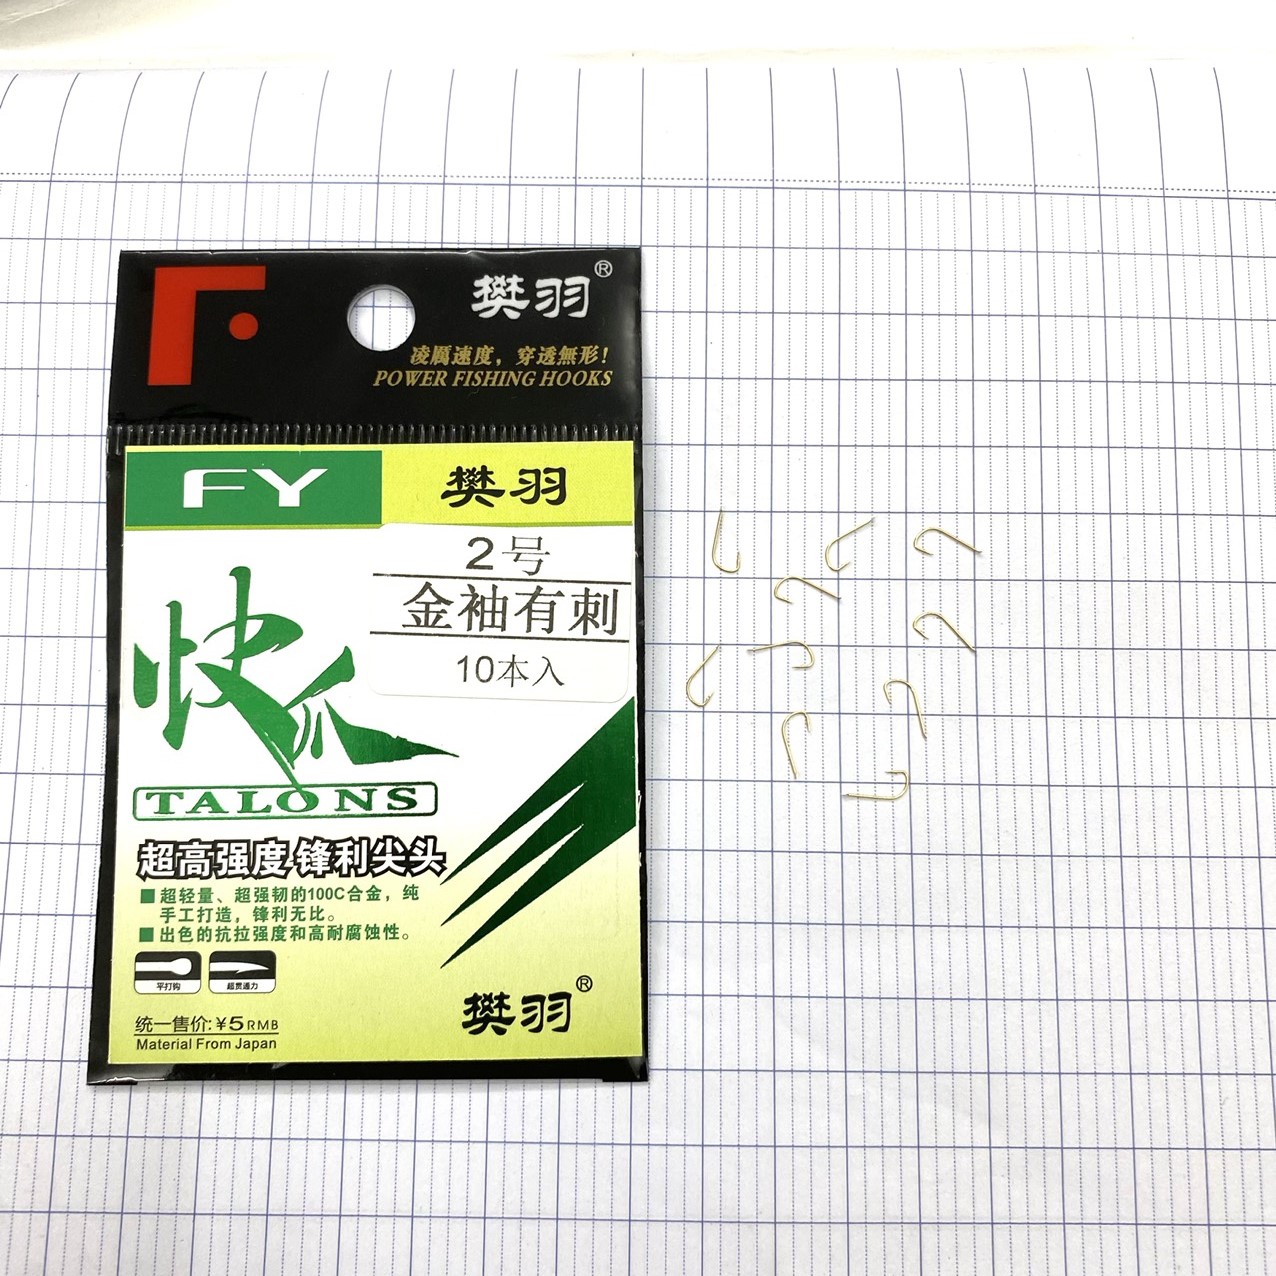 樊羽®
凌厲速度，穿透無形！
POWER FISHING HOOKS
FY 樊羽
2号
金袖有刺
10本入
快爪
TALONS
超高强度 锋利尖头
■ 超轻量、超强韧的100C合金，纯
手工打造，锋利无比。
■ 出色的抗拉强度和高耐腐蚀性。
平打钩 超贯通力
樊羽®
统一售价：¥5RMB
Material From Japan